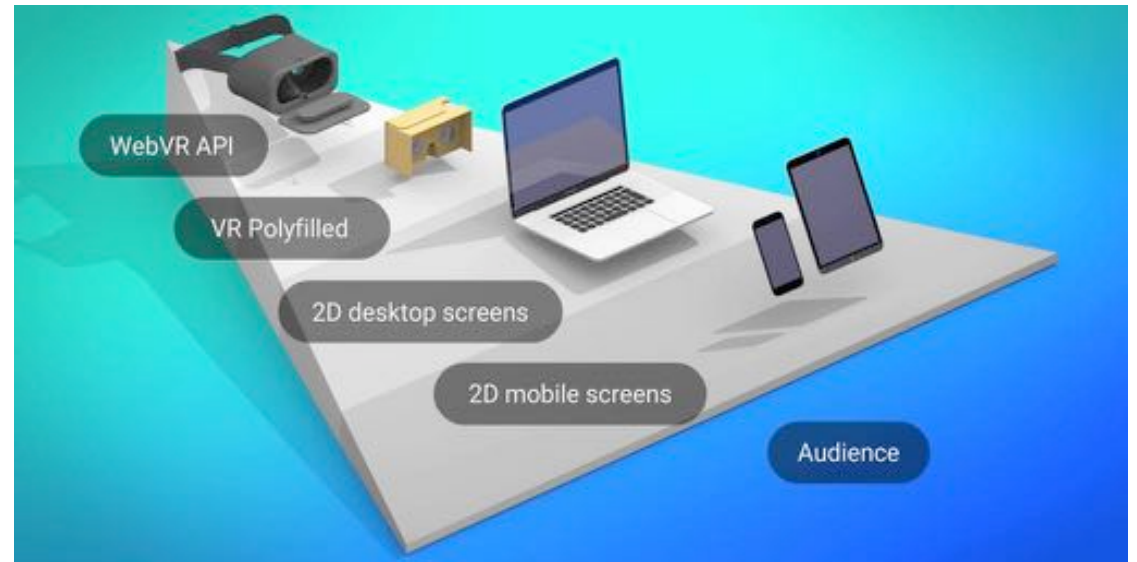 WebVR API
VR Polyfilled
2D desktop screens
2D mobile screens
Audience